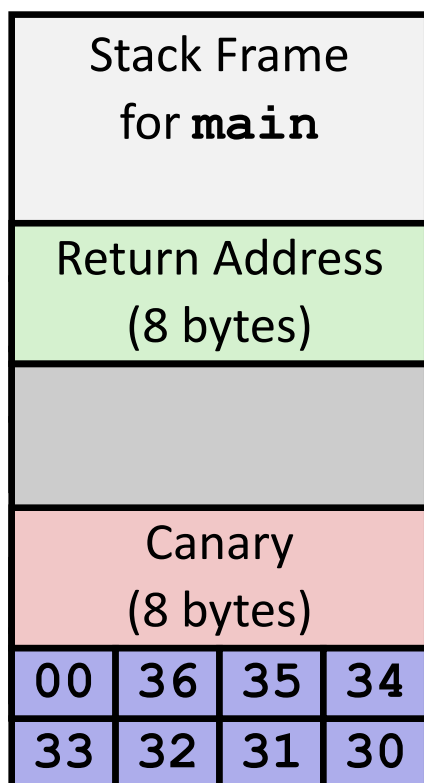 Stack Frame
for main
Return Address
(8 bytes)
Canary
(8 bytes)
00 36 35 34
33 32 31 30